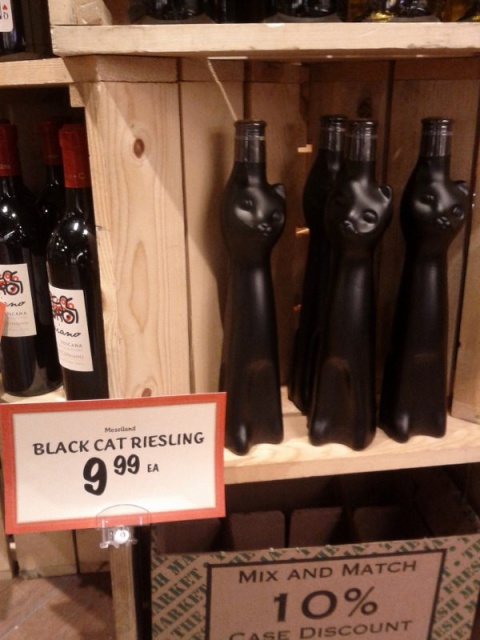 Moselland
BLACK CAT RIESLING
9 99 EA
MIX AND MATCH
10%
CASE DISCOUNT